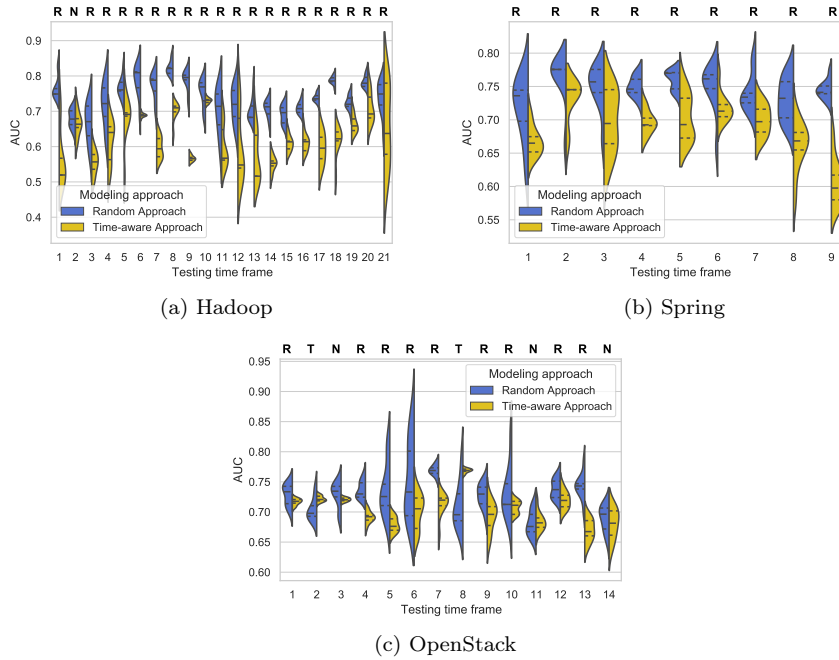 R N R R R R R R R R R R R R R R R R R R R
0.9
0.8
0.7
0.6
0.5
0.4
AUC
Modeling approach
Random Approach
Time-aware Approach
1 2 3 4 5 6 7 8 9 10 11 12 13 14 15 16 17 18 19 20 21
Testing time frame
(a) Hadoop
R R R R R R R R R
0.80
0.75
0.70
0.65
0.60
0.55
AUC
Modeling approach
Random Approach
Time-aware Approach
1 2 3 4 5 6 7 8 9
Testing time frame
(b) Spring
R T N R R R R T R R N R R N
0.95
0.90
0.85
0.80
0.75
0.70
0.65
0.60
AUC
Modeling approach
Random Approach
Time-aware Approach
1 2 3 4 5 6 7 8 9 10 11 12 13 14
Testing time frame
(c) OpenStack